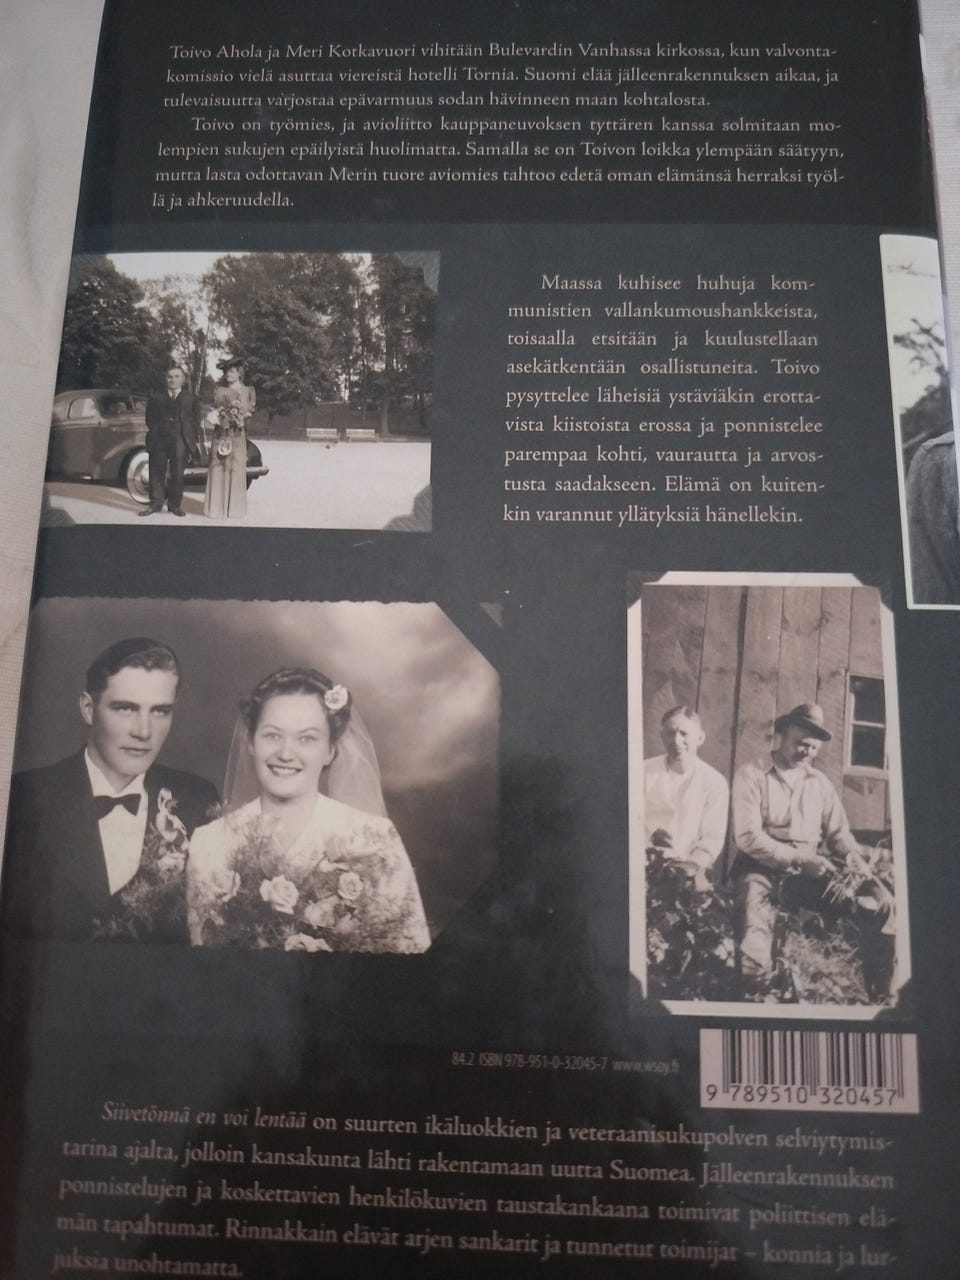 Toivo Ahola ja Meri Kotkavuori vihitään Bulevardin Vanhassa kirkossa, kun valvonta-
komissio vielä asuttaa viereistä hotelli Tornia. Suomi elää jälleenrakennuksen aikaa, ja
tulevaisuutta varjostaa epävarmuus sodan hävinneen maan kohtalosta.
Toivo on työmies, ja avioliitto kauppaneuvoksen tyttären kanssa solmitaan mo-
lempien sukujen epäilyistä huolimatta. Samalla se on Toivon loikka ylempään säätyyn,
mutta lasta odottavan Merin tuore aviomies tahtoo edetä oman elämänsä herraksi työl-
lä ja ahkeruudella.
Maassa kuhisee huhuja kom-
munistien vallankumoushankkeista,
toisaalla etsitään ja kuulustellaan
asekätkentään osallistuneita. Toivo
pysyttelee läheisiä ystäviäkin erotta-
vista kiistoista erossa ja ponnistelee
parempaa kohti, vaurautta ja arvos-
tusta saadakseen. Elämä on kuiten-
kin varannut yllätyksiä hänellekin.
84.2 ISBN 978-951-0-32045-7 www.wsoy.fi
9 789510 320457
Siivetönnä en voi lentää on suurten ikäluokkien ja veteraanisukupolven selviytymis-
tarina ajalta, jolloin kansakunta lähti rakentamaan uutta Suomea. Jälleenrakennuksen
ponnistelujen ja koskettavien henkilökuvien taustakankaana toimivat poliittisen elä-
män tapahtumat. Rinnakkain elävät arjen sankarit ja tunnetut toimijat – konnia ja lur-
juksia unohtamatta.